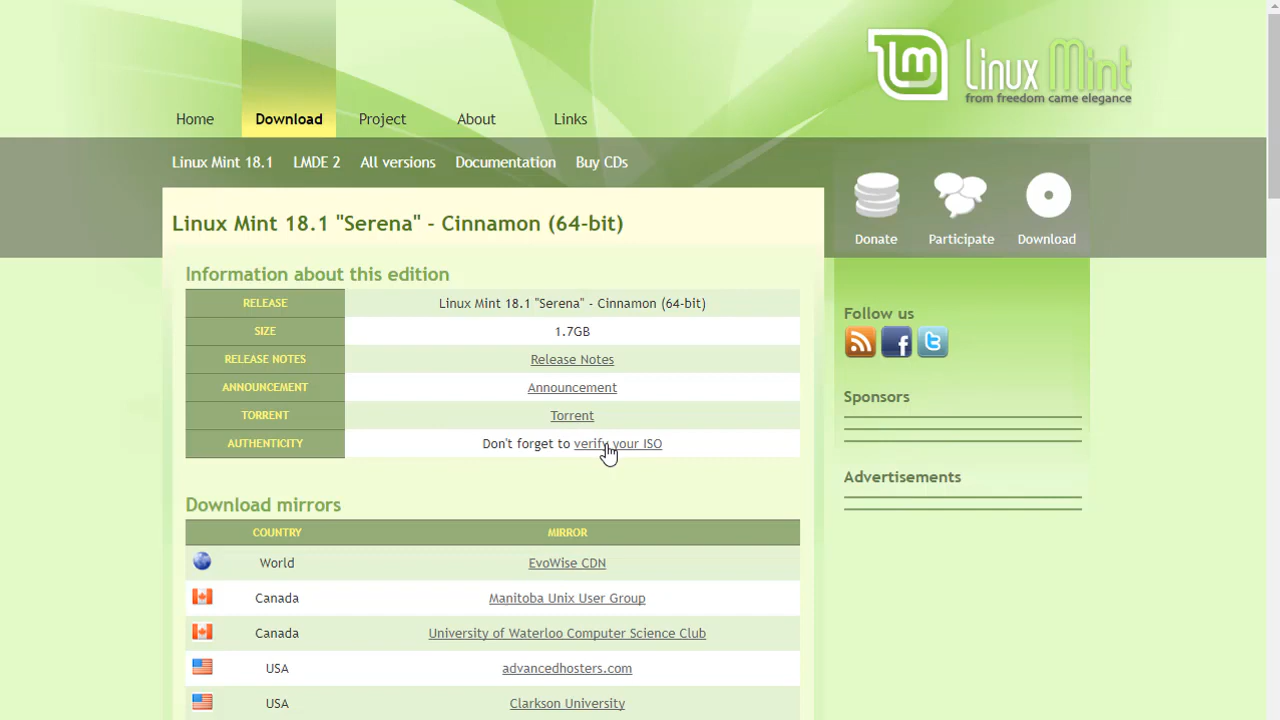 Linux Mint
from freedom came elegance
Home Download Project About Links
Linux Mint 18.1 LMDE 2 All versions Documentation Buy CDs
Donate Participate Download
Linux Mint 18.1 "Serena" - Cinnamon (64-bit)
Information about this edition
RELEASE Linux Mint 18.1 "Serena" - Cinnamon (64-bit)
SIZE 1.7GB
RELEASE NOTES Release Notes
ANNOUNCEMENT Announcement
TORRENT Torrent
AUTHENTICITY Don't forget to verify your ISO
Download mirrors
COUNTRY MIRROR
World EvoWise CDN
Canada Manitoba Unix User Group
Canada University of Waterloo Computer Science Club
USA advancedhosters.com
USA Clarkson University
Follow us
Sponsors
Advertisements